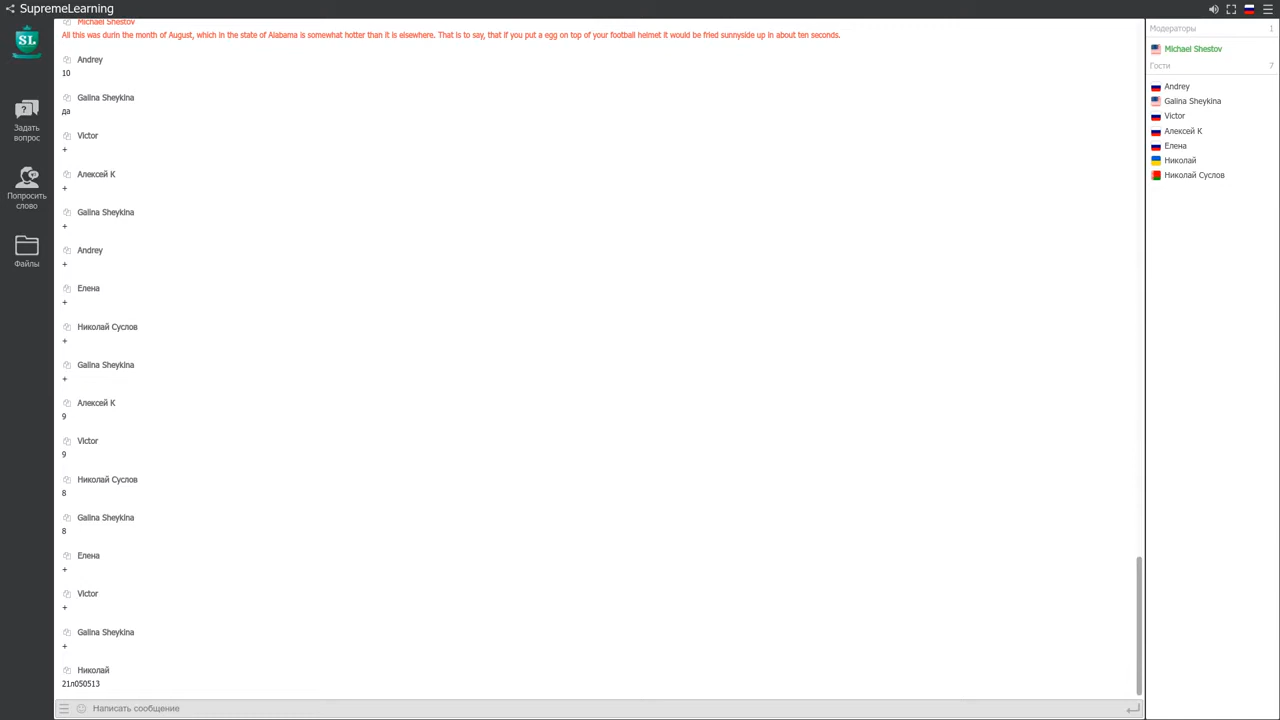 SupremeLearning
Michael Shestov
All this was durin the month of August, which in the state of Alabama is somewhat hotter than it is elsewhere. That is to say, that if you put a egg on top of your football helmet it would be fried sunnyside up in about ten seconds.
Andrey
10
Galina Sheykina
да
Victor
+
Алексей К
+
Galina Sheykina
+
Andrey
+
Елена
+
Николай Суслов
+
Galina Sheykina
+
Алексей К
9
Victor
9
Николай Суслов
8
Galina Sheykina
8
Елена
+
Victor
+
Galina Sheykina
+
Николай
21л050513
Написать сообщение
SL
Задать
вопрос
Попросить
слово
Файлы
Модераторы 1
Michael Shestov
Гости 7
Andrey
Galina Sheykina
Victor
Алексей К
Елена
Николай
Николай Суслов